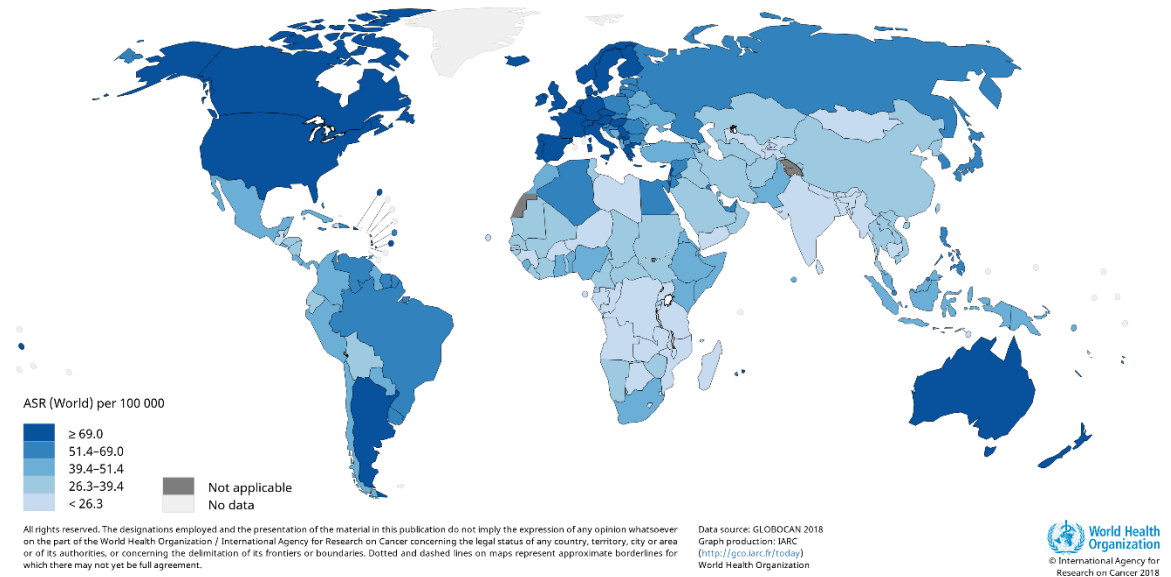 ASR (World) per 100 000
≥ 69.0
51.4–69.0
39.4–51.4
26.3–39.4
< 26.3
Not applicable
No data
All rights reserved. The designations employed and the presentation of the material in this publication do not imply the expression of any opinion whatsoever
on the part of the World Health Organization / International Agency for Research on Cancer concerning the legal status of any country, territory, city or area
or of its authorities, or concerning the delimitation of its frontiers or boundaries. Dotted and dashed lines on maps represent approximate borderlines for
which there may not yet be full agreement.
Data source: GLOBOCAN 2018
Graph production: IARC
(http://gco.iarc.fr/today)
World Health Organization
World Health
Organization
© International Agency for
Research on Cancer 2018